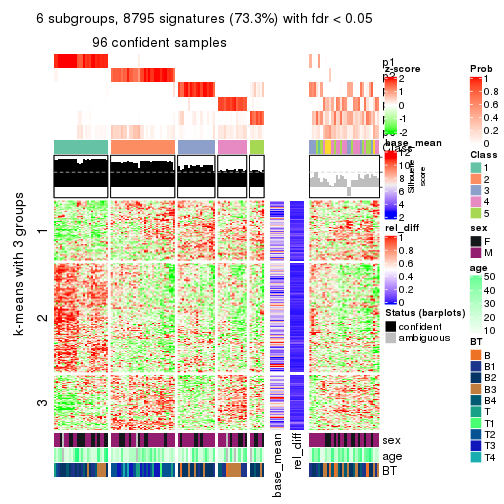 6 subgroups, 8795 signatures (73.3%) with fdr < 0.05
96 confident samples
p1
p2
Class
Silhouette
score
k-means with 3 groups
1
2
3
sex
age
BT
base_mean
rel_diff
z-score
2
1
0
-1
-2
base_mean
12
10
8
6
4
2
rel_diff
1
0.8
0.6
0.4
0.2
0
Status (barplots)
confident
ambiguous
Prob
1
0.8
0.6
0.4
0.2
0
Class
1
2
3
4
5
sex
F
M
age
50
40
30
20
10
BT
B
B1
B2
B3
B4
T
T1
T2
T3
T4